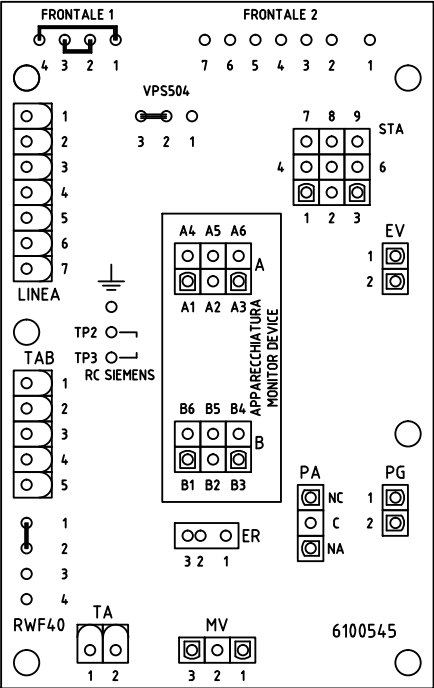 FRONTALE 1 FRONTALE 2
4 3 2 1 7 6 5 4 3 2 1
VPS504
3 2 1
1
2
3
4
5
6
7
LINEA
7 8 9
STA
4 6
1 2 3
EV
1
2
A4 A5 A6
A
A1 A2 A3
APPARECCHIATURA
MONITOR DEVICE
TP2
TP3
RC SIEMENS
TAB
1
2
3
4
5
B6 B5 B4
B
B1 B2 B3
PA
NC
C
NA
PG
1
2
ER
3 2 1
1
2
3
4
RWF40
TA
1 2
MV
3 2 1
6100545